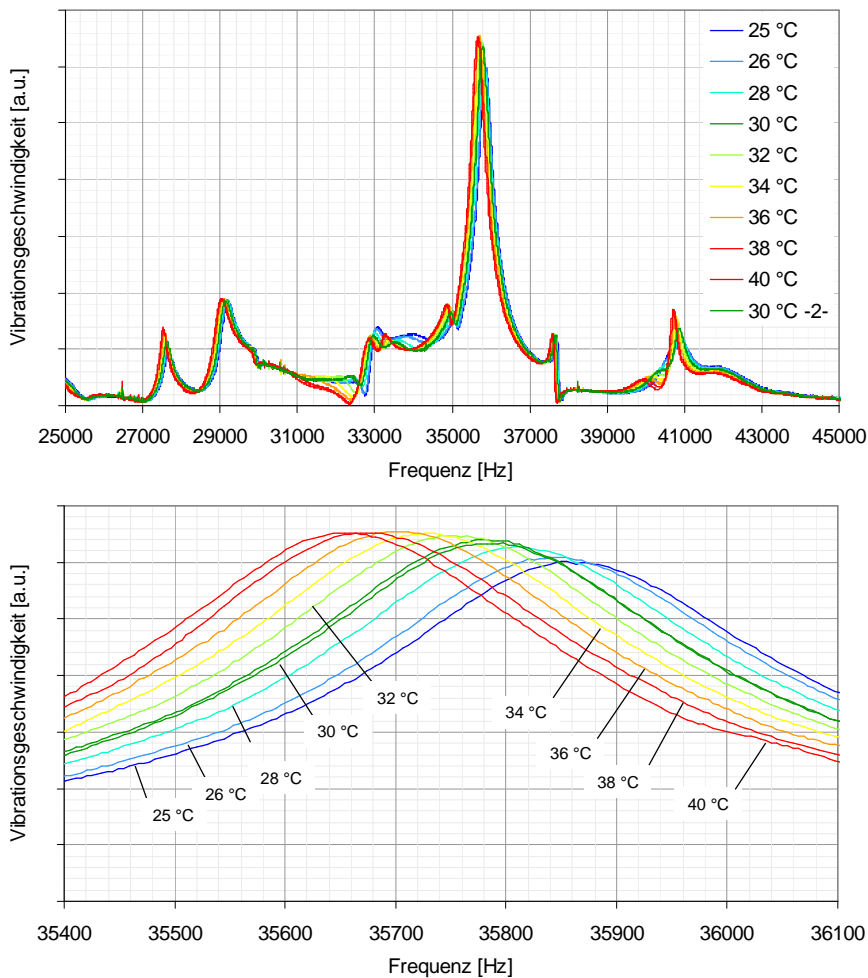 Vibrationsgeschwindigkeit [a.u.]
25 °C
26 °C
28 °C
30 °C
32 °C
34 °C
36 °C
38 °C
40 °C
30 °C -2-
25000 27000 29000 31000 33000 35000 37000 39000 41000 43000 45000
Frequenz [Hz]
Vibrationsgeschwindigkeit [a.u.]
32 °C
30 °C
28 °C
26 °C
25 °C
34 °C
36 °C
38 °C
40 °C
35400 35500 35600 35700 35800 35900 36000 36100
Frequenz [Hz]